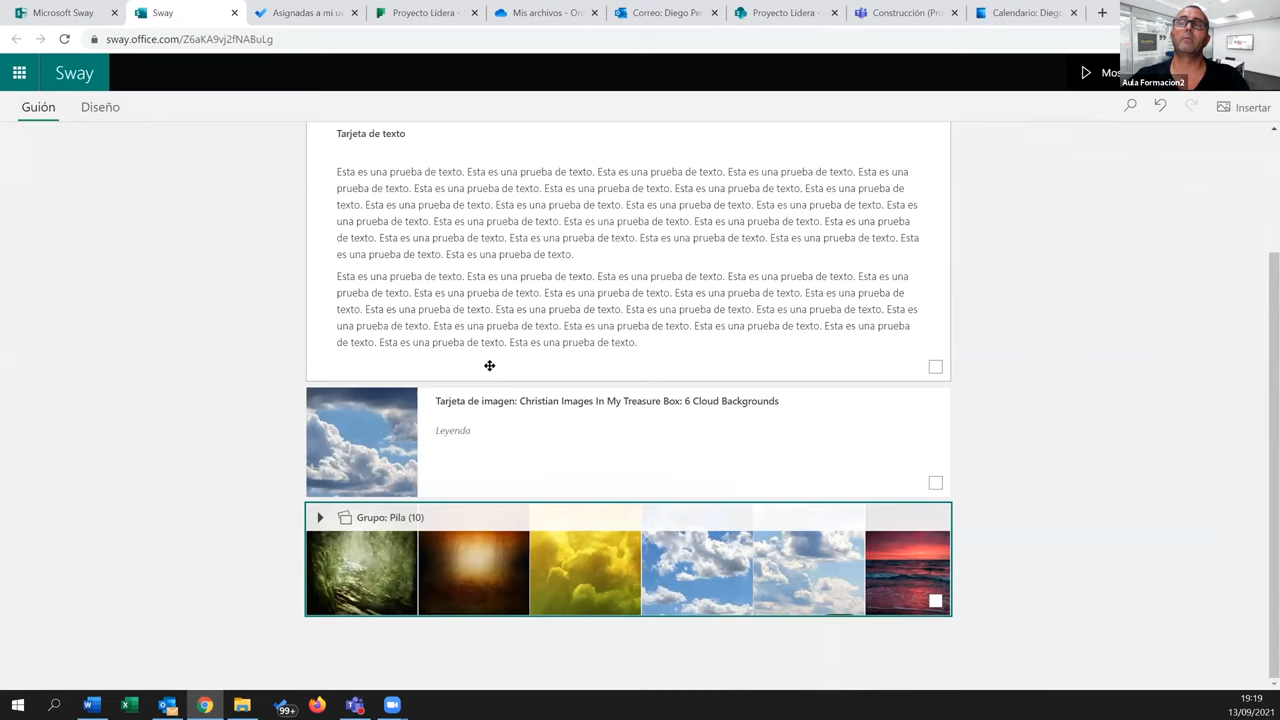 Microsoft Sway
Sway
Asignadas a mi u
Proyecto Lidera -
Mis archivos - On
Correo: Diego Pe
Proyecto Lidera -
Construcción (Pro
Calendario: Dieg
sway.office.com/Z6aKA9vj2fNABuLg
Sway
Mos
Aula Formacion2
Guión
Diseño
Insertar
Tarjeta de texto
Esta es una prueba de texto. Esta es una prueba de texto. Esta es una prueba de texto. Esta es una prueba de texto. Esta es una
prueba de texto. Esta es una prueba de texto. Esta es una prueba de texto. Esta es una prueba de texto. Esta es una prueba de
texto. Esta es una prueba de texto. Esta es una prueba de texto. Esta es una prueba de texto. Esta es una prueba de texto. Esta es
una prueba de texto. Esta es una prueba de texto. Esta es una prueba de texto. Esta es una prueba de texto. Esta es una prueba
de texto. Esta es una prueba de texto. Esta es una prueba de texto. Esta es una prueba de texto. Esta es una prueba de texto. Esta
es una prueba de texto. Esta es una prueba de texto.
Esta es una prueba de texto. Esta es una prueba de texto. Esta es una prueba de texto. Esta es una prueba de texto. Esta es una
prueba de texto. Esta es una prueba de texto. Esta es una prueba de texto. Esta es una prueba de texto. Esta es una prueba de
texto. Esta es una prueba de texto. Esta es una prueba de texto. Esta es una prueba de texto. Esta es una prueba de texto. Esta es
una prueba de texto. Esta es una prueba de texto. Esta es una prueba de texto. Esta es una prueba de texto. Esta es una prueba
de texto. Esta es una prueba de texto. Esta es una prueba de texto.
Tarjeta de imagen: Christian Images In My Treasure Box: 6 Cloud Backgrounds
Leyenda
Grupo: Pila (10)
99+
19:19
13/09/2021